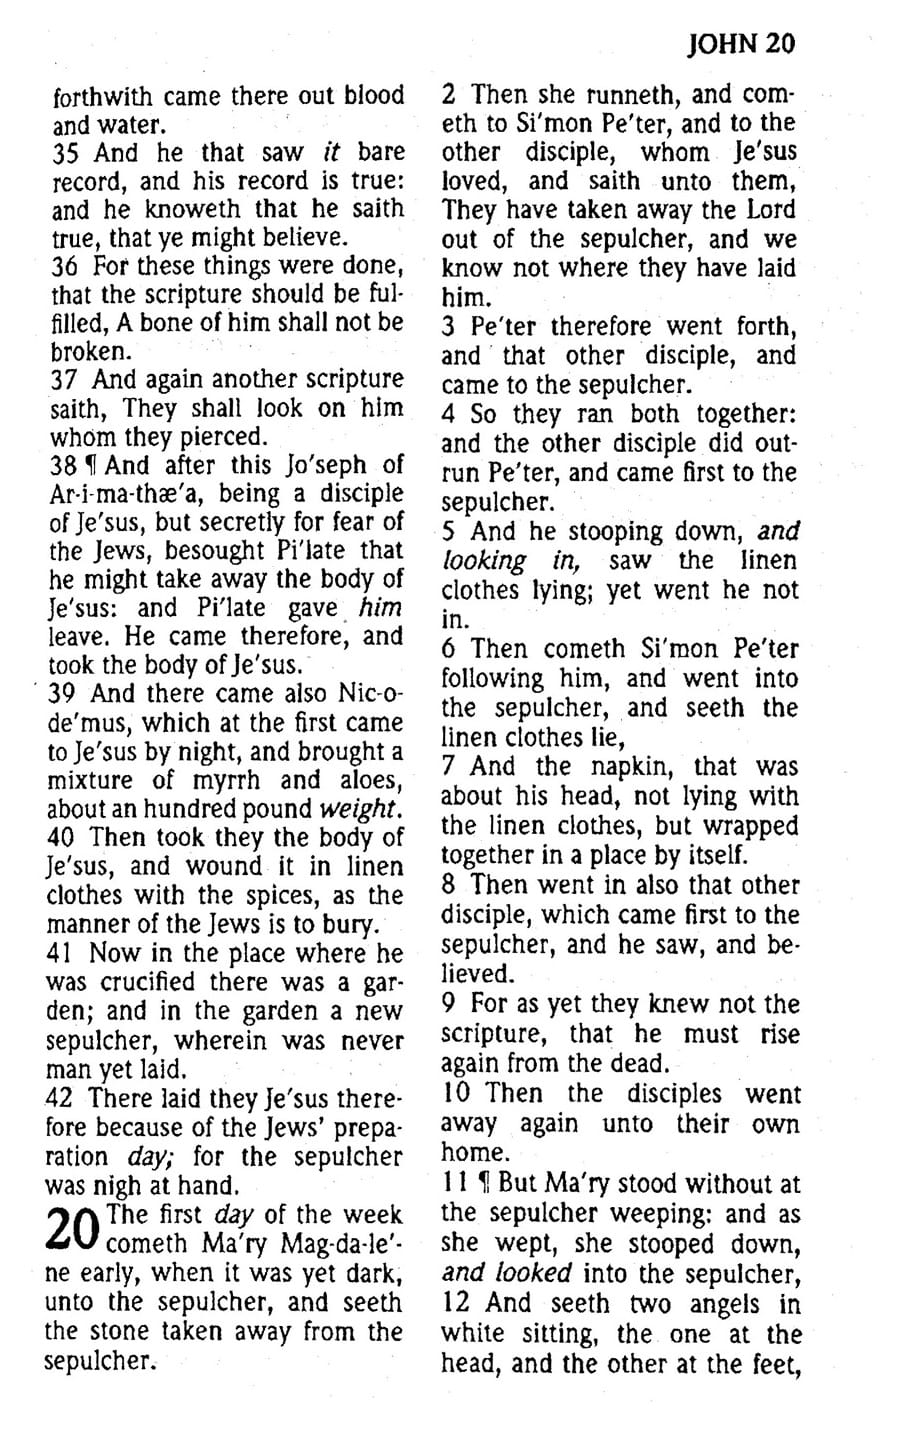 JOHN 20
forthwith came there out blood
and water.
35 And he that saw it bare
record, and his record is true:
and he knoweth that he saith
true, that ye might believe.
36 For these things were done,
that the scripture should be ful-
filled, A bone of him shall not be
broken.
37 And again another scripture
saith, They shall look on him
whom they pierced.
38 ¶ And after this Jo'seph of
Ar-i-ma-thæ'a, being a disciple
of Je'sus, but secretly for fear of
the Jews, besought Pi'late that
he might take away the body of
Je'sus: and Pi'late gave him
leave. He came therefore, and
took the body of Je'sus.
39 And there came also Nic-o-
de'mus, which at the first came
to Je'sus by night, and brought a
mixture of myrrh and aloes,
about an hundred pound weight.
40 Then took they the body of
Je'sus, and wound it in linen
clothes with the spices, as the
manner of the Jews is to bury.
41 Now in the place where he
was crucified there was a gar-
den; and in the garden a new
sepulcher, wherein was never
man yet laid.
42 There laid they Je'sus there-
fore because of the Jews' prepa-
ration day; for the sepulcher
was nigh at hand.
20 The first day of the week
cometh Ma'ry Mag-da-le'-
ne early, when it was yet dark,
unto the sepulcher, and seeth
the stone taken away from the
sepulcher.
2 Then she runneth, and com-
eth to Si'mon Pe'ter, and to the
other disciple, whom Je'sus
loved, and saith unto them,
They have taken away the Lord
out of the sepulcher, and we
know not where they have laid
him.
3 Pe'ter therefore went forth,
and that other disciple, and
came to the sepulcher.
4 So they ran both together:
and the other disciple did out-
run Pe'ter, and came first to the
sepulcher.
5 And he stooping down, and
looking in, saw the linen
clothes lying; yet went he not
in.
6 Then cometh Si'mon Pe'ter
following him, and went into
the sepulcher, and seeth the
linen clothes lie,
7 And the napkin, that was
about his head, not lying with
the linen clothes, but wrapped
together in a place by itself.
8 Then went in also that other
disciple, which came first to the
sepulcher, and he saw, and be-
lieved.
9 For as yet they knew not the
scripture, that he must rise
again from the dead.
10 Then the disciples went
away again unto their own
home.
11 ¶ But Ma'ry stood without at
the sepulcher weeping: and as
she wept, she stooped down,
and looked into the sepulcher,
12 And seeth two angels in
white sitting, the one at the
head, and the other at the feet,